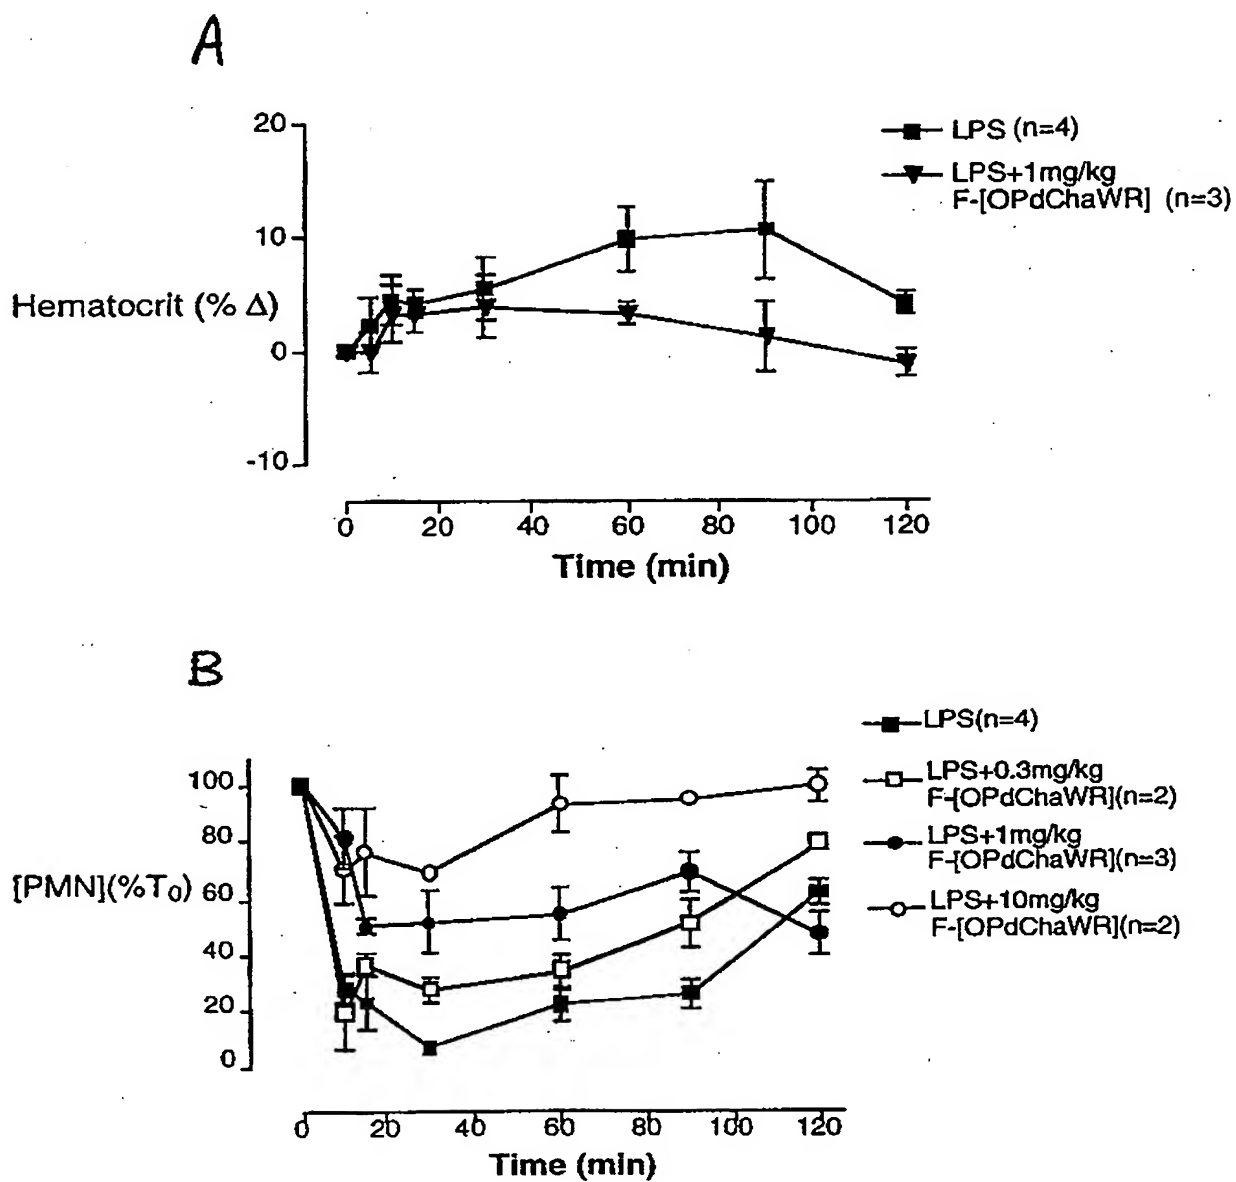 A
20
10
0
-10
Hematocrit (% Δ)
LPS (n=4)
LPS+1mg/kg
F-[OPdChaWR] (n=3)
0 20 40 60 80 100 120
Time (min)
B
100
80
60
40
20
0
[PMN](%T0)
LPS(n=4)
LPS+0.3mg/kg
F-[OPdChaWR](n=2)
LPS+1mg/kg
F-[OPdChaWR](n=3)
LPS+10mg/kg
F-[OPdChaWR](n=2)
0 20 40 60 80 100 120
Time (min)